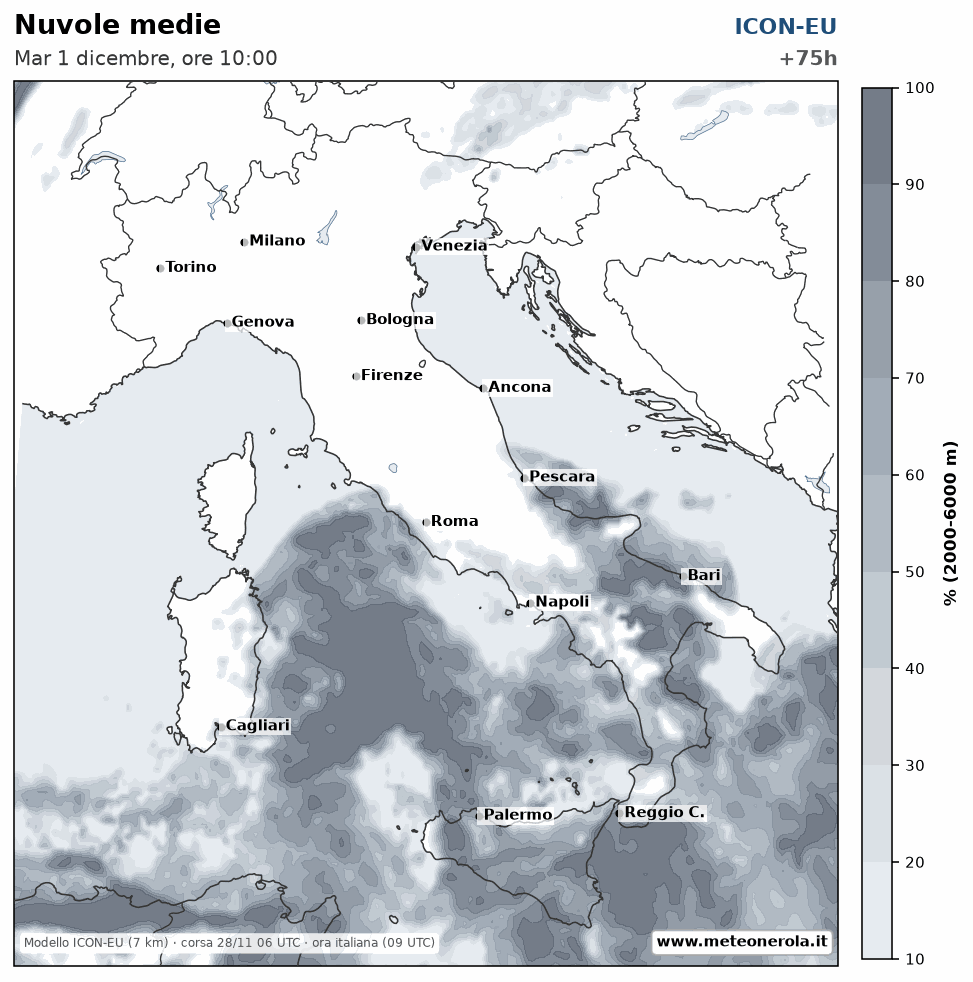 Nuvole medie
ICON-EU
Mar 1 dicembre, ore 10:00
+75h
100
90
80
70
60
50
40
30
20
10
% (2000-6000 m)
Milano
Venezia
Torino
Genova
Bologna
Firenze
Ancona
Pescara
Roma
Bari
Napoli
Cagliari
Palermo
Reggio C.
Modello ICON-EU (7 km) · corsa 28/11 06 UTC · ora italiana (09 UTC)
www.meteonerola.it